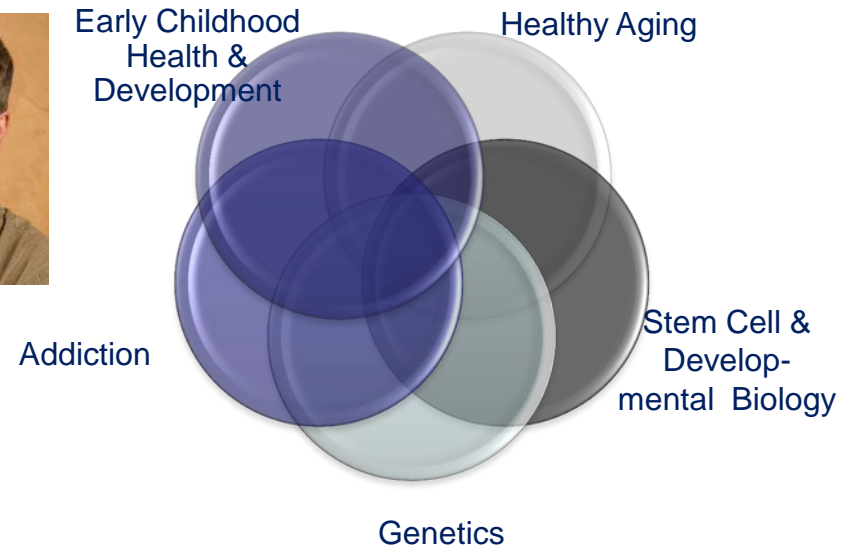 Early Childhood
Health &
Development
Healthy Aging
Addiction
Stem Cell &
Develop-
mental Biology
Genetics